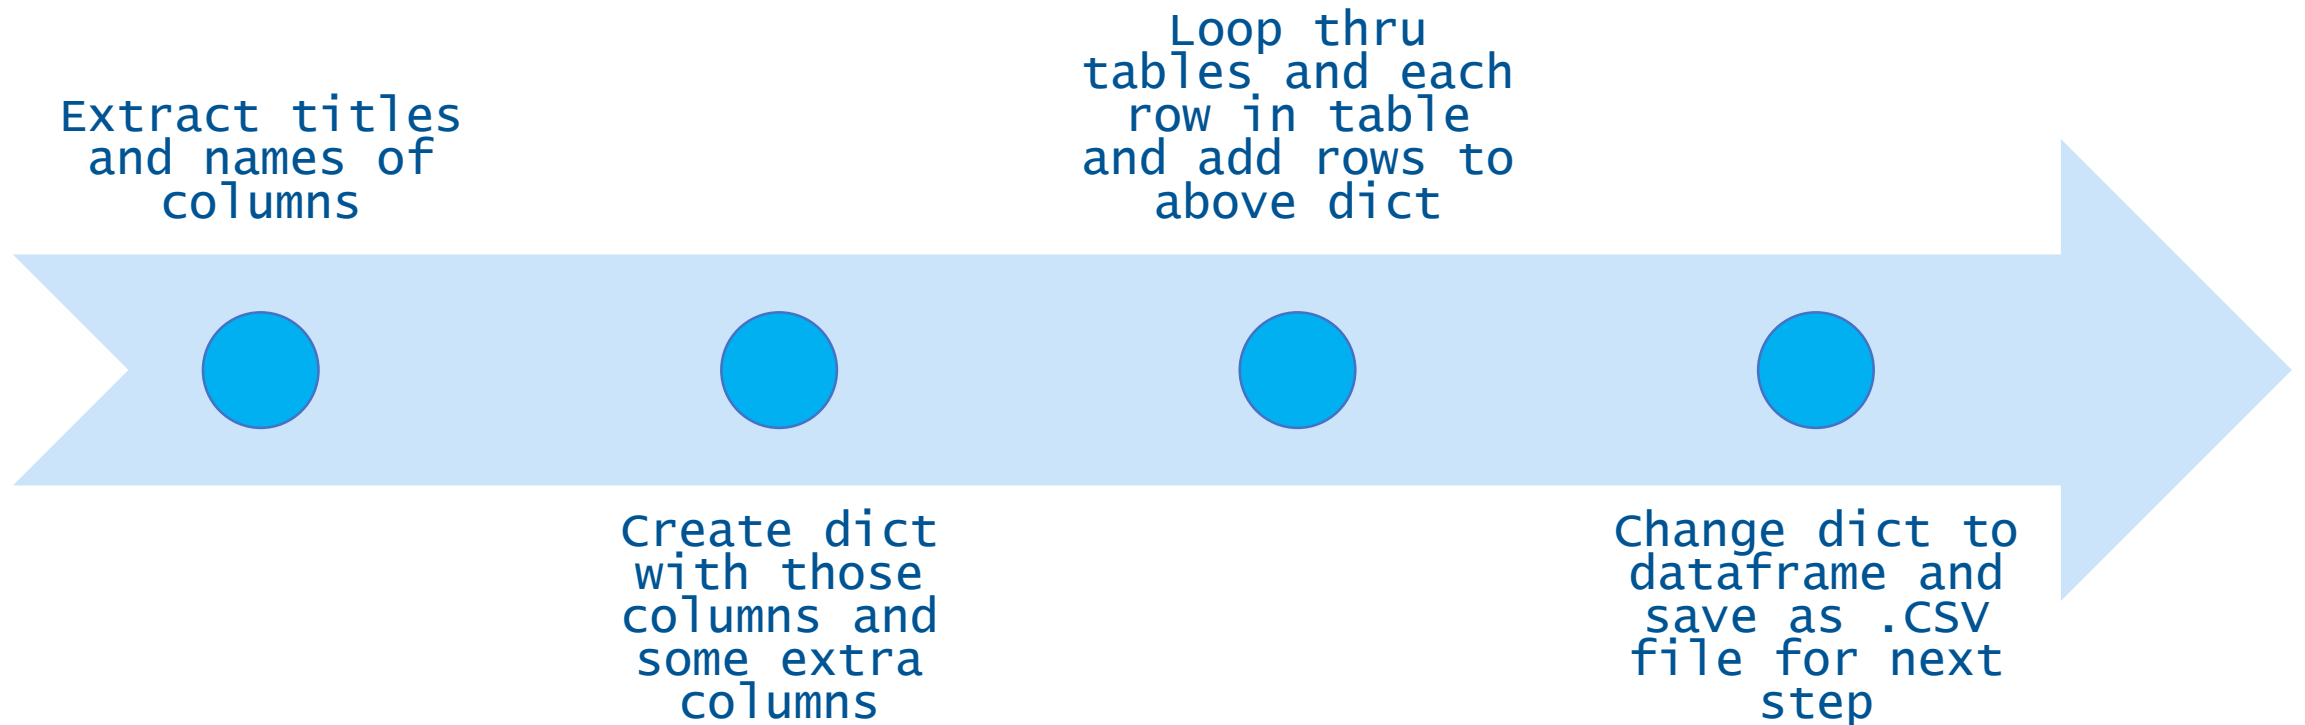 Extract titles
and names of
columns
Create dict
with those
columns and
some extra
columns
Loop thru
tables and each
row in table
and add rows to
above dict
Change dict to
dataframe and
save as .CSV
file for next
step